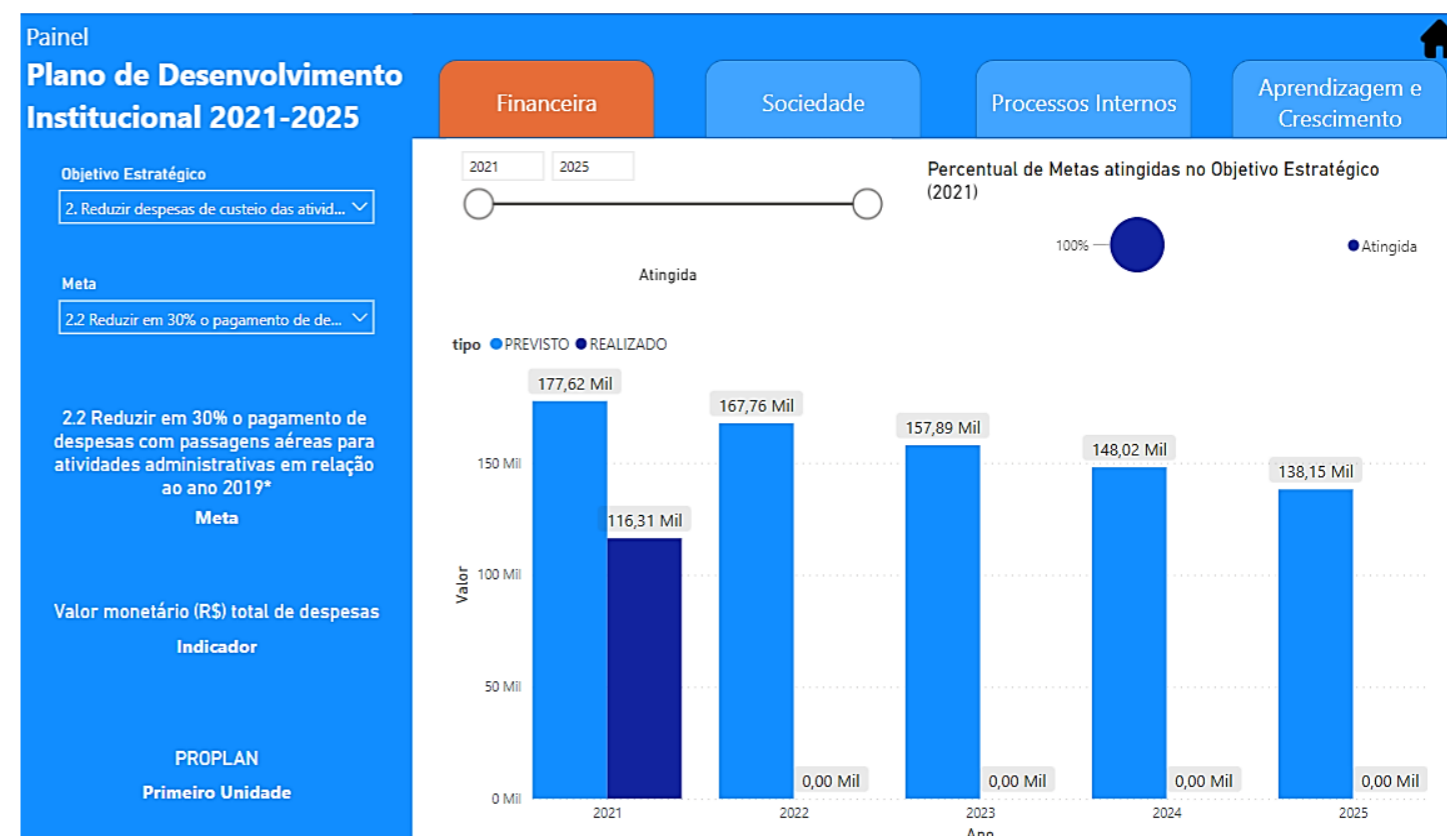 Painel
Plano de Desenvolvimento
Institucional 2021-2025
Financeira
Sociedade
Processos Internos
Aprendizagem e
Crescimento
Objetivo Estratégico
2. Reduzir despesas de custeio das ativid...
Meta
2.2 Reduzir em 30% o pagamento de de...
2.2 Reduzir em 30% o pagamento de
despesas com passagens aéreas para
atividades administrativas em relação
ao ano 2019*
Meta
Valor monetário (R$) total de despesas
Indicador
PROPLAN
Primeiro Unidade
2021
2025
Percentual de Metas atingidas no Objetivo Estratégico
(2021)
100%
Atingida
Atingida
tipo PREVISTO REALIZADO
177,62 Mil
167,76 Mil
157,89 Mil
148,02 Mil
138,15 Mil
116,31 Mil
0,00 Mil
0,00 Mil
0,00 Mil
0,00 Mil
Valor
150 Mil
100 Mil
50 Mil
0 Mil
2021
2022
2023
2024
2025
Ano